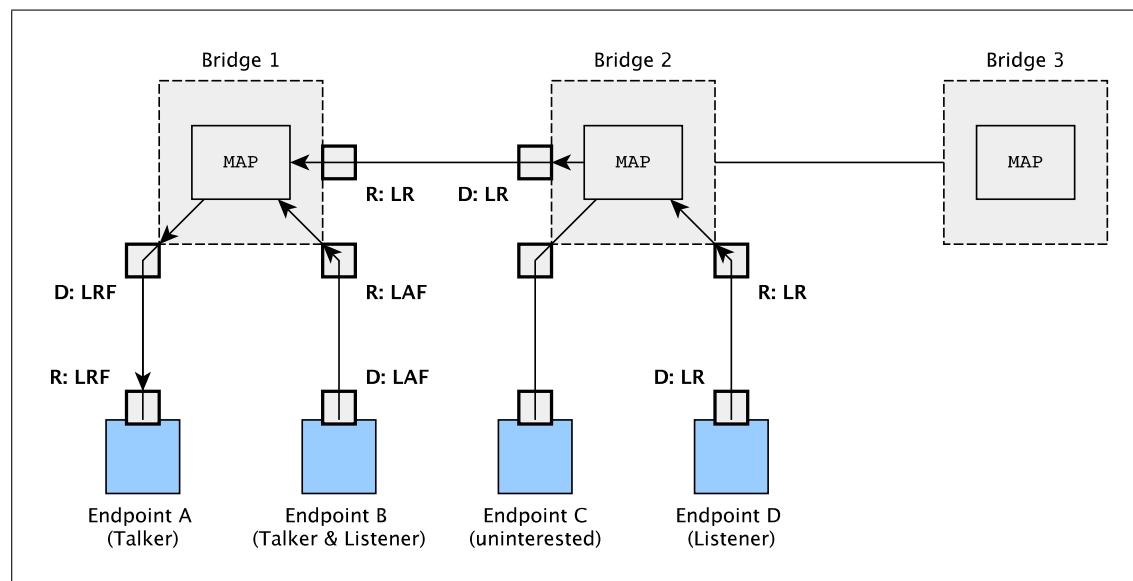 Bridge 1
Bridge 2
Bridge 3
MAP
MAP
MAP
R: LR
D: LR
D: LRF
R: LAF
R: LR
R: LRF
D: LAF
D: LR
Endpoint A
(Talker)
Endpoint B
(Talker & Listener)
Endpoint C
(uninterested)
Endpoint D
(Listener)